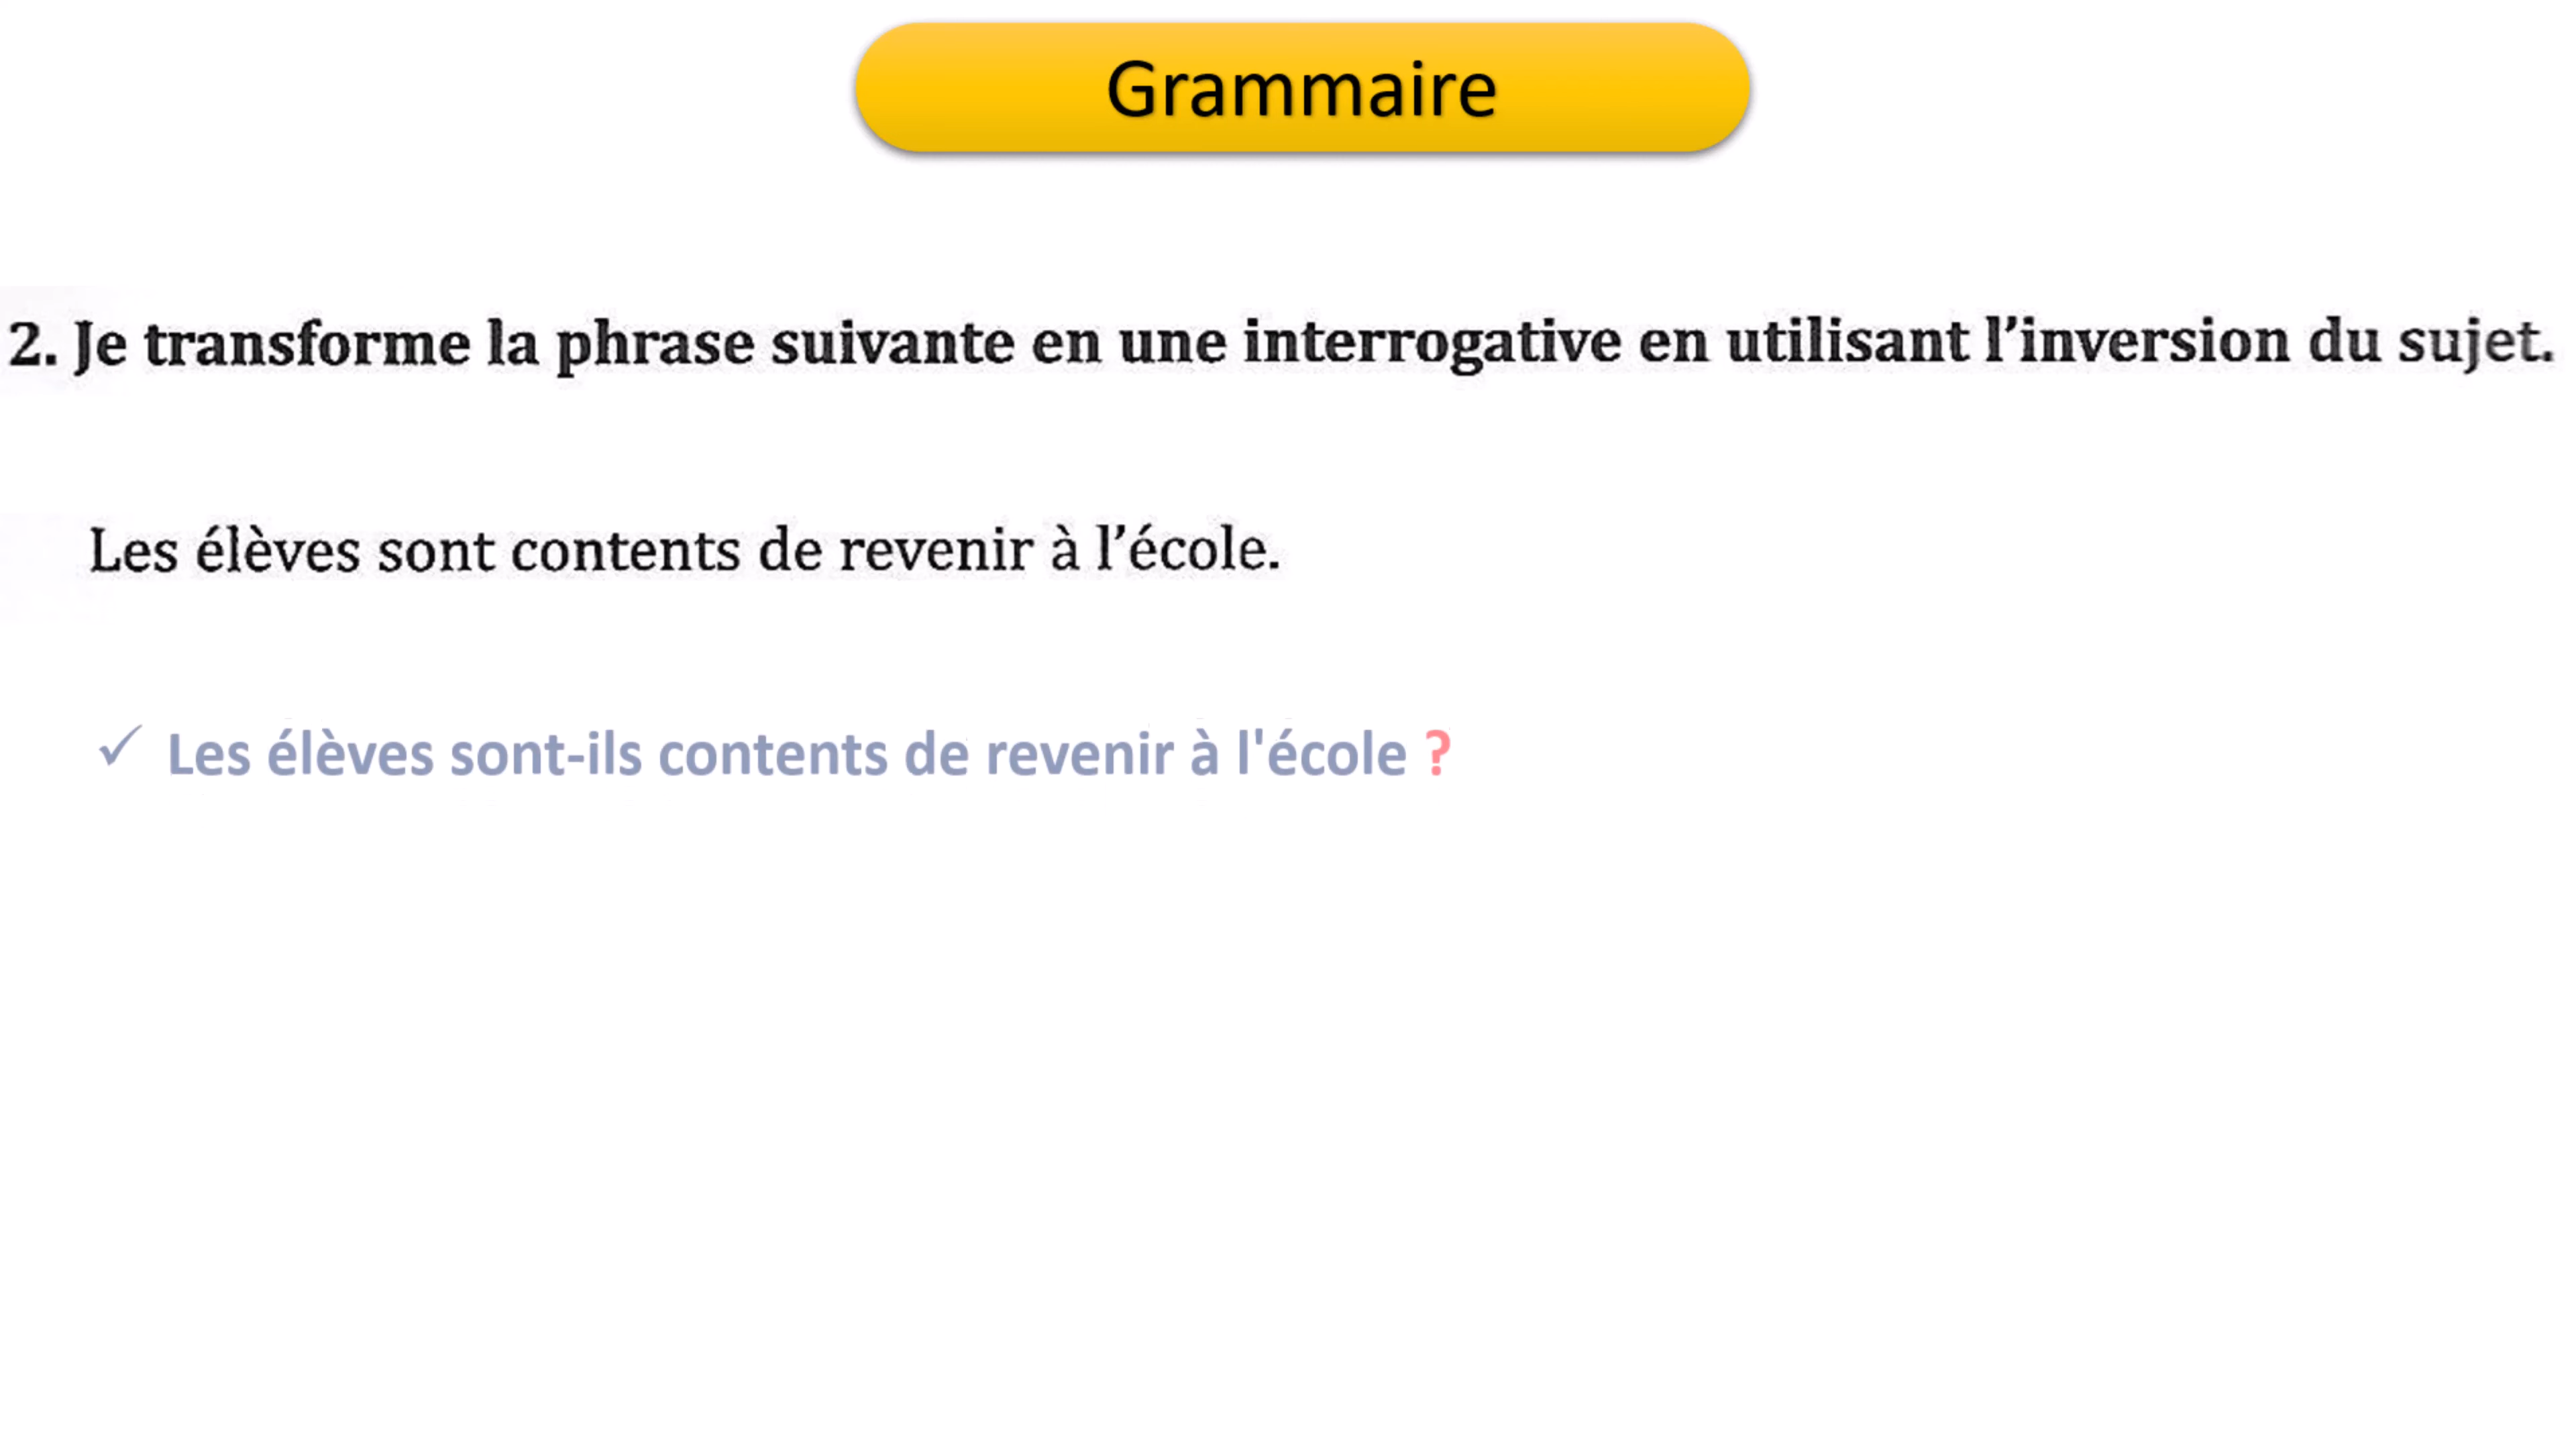 Grammaire
2. Je transforme la phrase suivante en une interrogative en utilisant l’inversion du sujet.
Les élèves sont contents de revenir à l’école.
✓ Les élèves sont-ils contents de revenir à l'école ?